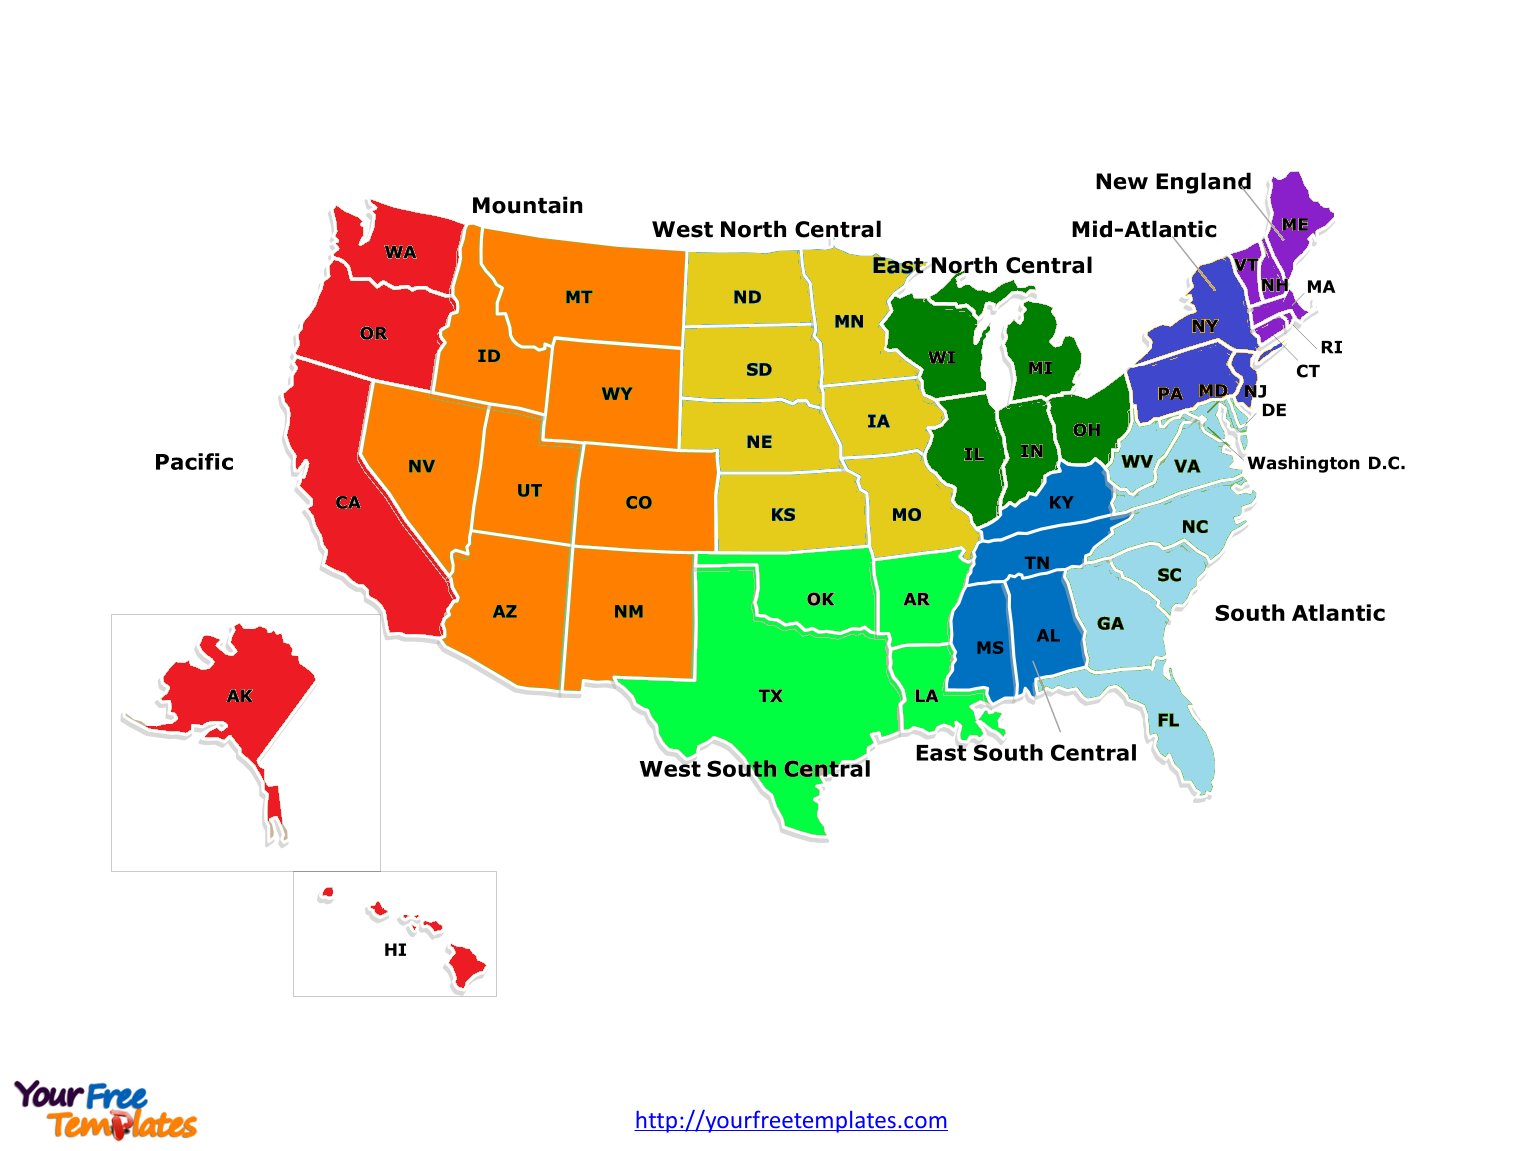 New England
Mountain
Mid-Atlantic
West North Central
East North Central
Pacific
South Atlantic
West South Central
East South Central
Washington D.C.
WA
OR
CA
ID
MT
WY
NV
UT
CO
AZ
NM
ND
SD
NE
KS
MN
IA
MO
WI
MI
IL
IN
OH
OK
AR
TX
LA
KY
TN
MS
AL
NY
PA
NJ
ME
VT
NH
MA
RI
CT
MD
DE
WV
VA
NC
SC
GA
FL
AK
HI
Your Free
Templates
http://yourfreetemplates.com